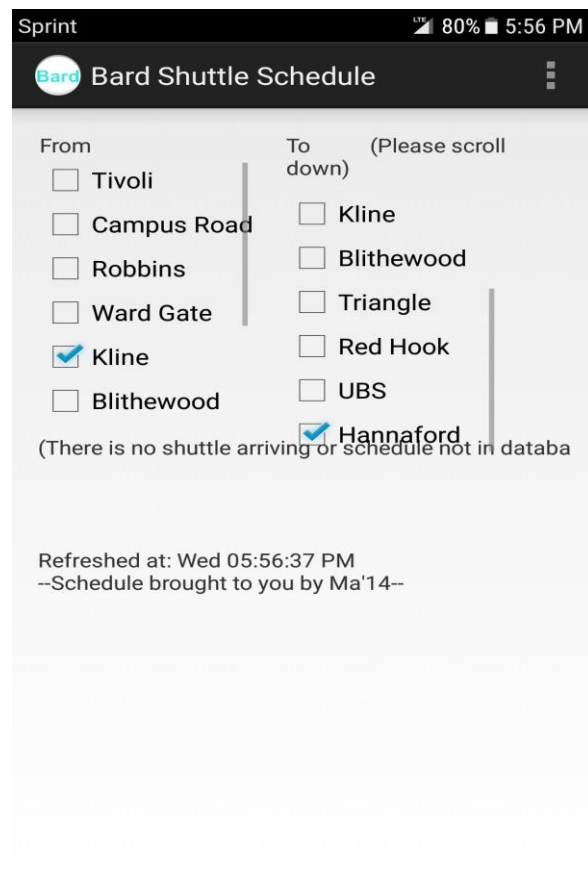 Sprint LTE 80% 5:56 PM
Bard Bard Shuttle Schedule
From
Tivoli
Campus Road
Robbins
Ward Gate
Kline
Blithewood
To (Please scroll
down)
Kline
Blithewood
Triangle
Red Hook
UBS
Hannaford
(There is no shuttle arriving or schedule not in databa
Refreshed at: Wed 05:56:37 PM
--Schedule brought to you by Ma'14--